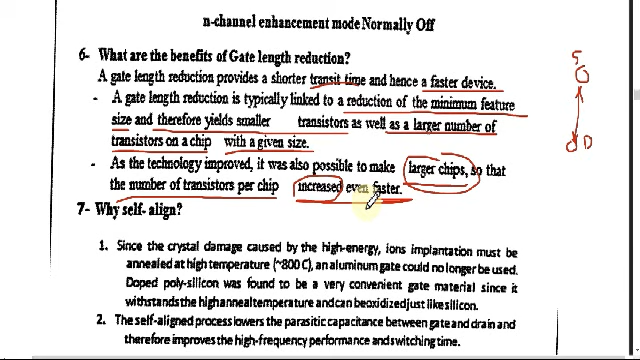 n-channel enhancement mode Normally Off
6- What are the benefits of Gate length reduction?
A gate length reduction provides a shorter transit time and hence a faster device.
- A gate length reduction is typically linked to a reduction of the minimum feature
size and therefore yields smaller transistors as well as a larger number of
transistors on a chip with a given size.
- As the technology improved, it was also possible to make larger chips, so that
the number of transistors per chip increased even faster.
7- Why self-align?
1. Since the crystal damage caused by the high-energy, ions implantation must be
annealed at high temperature (~800 C), an aluminum gate could no longer be used.
Doped poly-silicon was found to be a very convenient gate material since it
withstands the highanneal temperature and can be oxidized just like silicon.
2. The self-aligned process lowers the parasitic capacitance between gate and drain and
therefore improves the high-frequency performance and switching time.
S
D